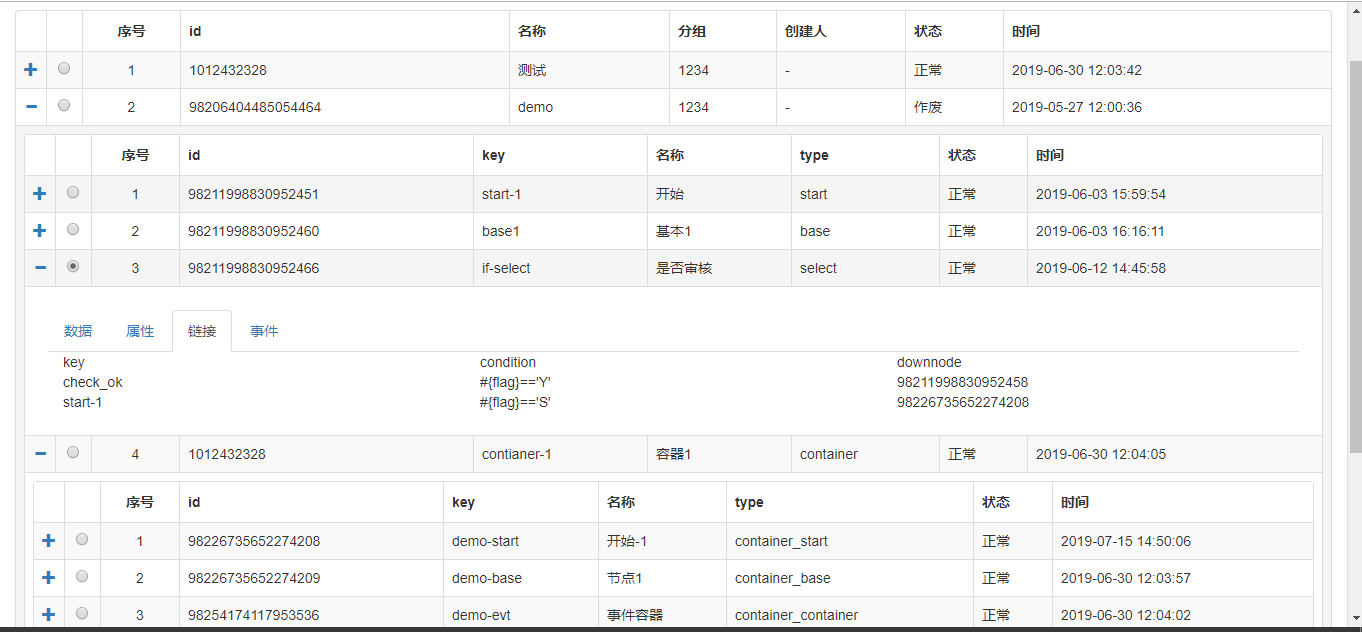 序号 id 名称 分组 创建人 状态 时间
1 1012432328 测试 1234 - 正常 2019-06-30 12:03:42
2 98206404485054464 demo 1234 - 作废 2019-05-27 12:00:36
序号 id key 名称 type 状态 时间
1 98211998830952451 start-1 开始 start 正常 2019-06-03 15:59:54
2 98211998830952460 base1 基本1 base 正常 2019-06-03 16:16:11
3 98211998830952466 if-select 是否审核 select 正常 2019-06-12 14:45:58
数据 属性 链接 事件
key condition downnode
check_ok #{flag}=='Y' 98211998830952458
start-1 #{flag}=='S' 98226735652274208
4 1012432328 contianer-1 容器1 container 正常 2019-06-30 12:04:05
序号 id key 名称 type 状态 时间
1 98226735652274208 demo-start 开始-1 container_start 正常 2019-07-15 14:50:06
2 98226735652274209 demo-base 节点1 container_base 正常 2019-06-30 12:03:57
3 98254174117953536 demo-evt 事件容器 container_container 正常 2019-06-30 12:04:02